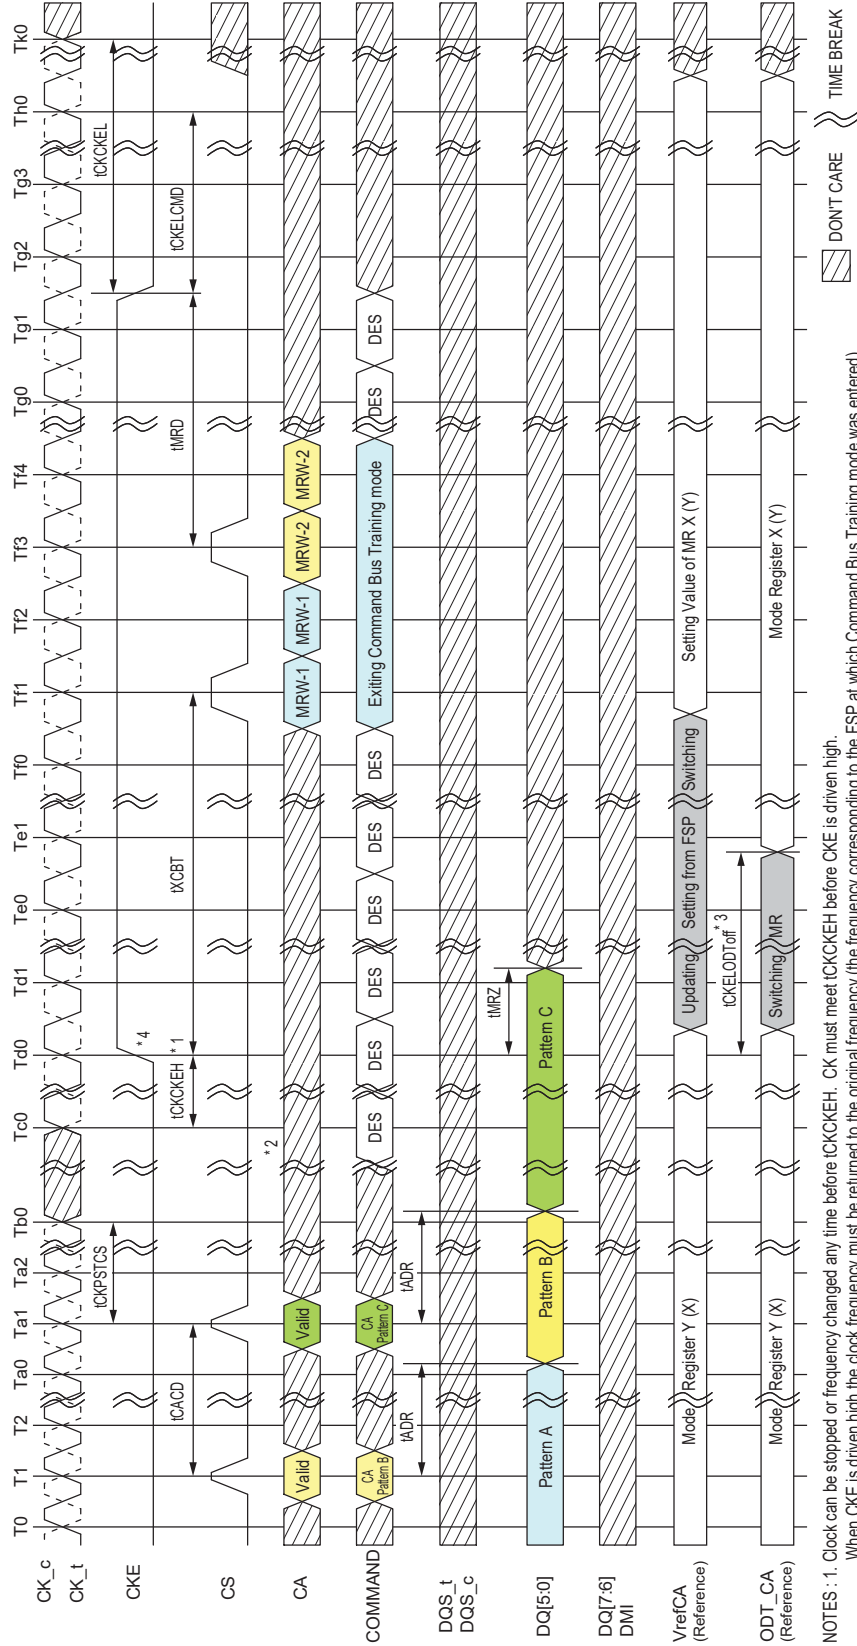 T0 T1 T2 Ta0 Ta1 Ta2 Tb0 Tc0 Td0 Td1 Te0 Te1 Tf0 Tf1 Tf2 Tf3 Tf4 Tg0 Tg1 Tg2 Tg3 Th0 Tk0
CK_c
CK_t
tCKPSTCS
tCKCKEH * 1
tCKCKEL
CKE
* 4
tCACD
tXCBT
tMRD
tCKELCMD
CS
* 2
CA
Valid Valid MRW-1 MRW-1 MRW-2 MRW-2
COMMAND
CA
Pattern B
CA
Pattern C
DES DES DES DES DES DES Exiting Command Bus Training mode DES DES
tADR tADR
DQS_t
DQS_c
tMRZ
DQ[5:0]
Pattern A Pattern B Pattern C
DQ[7:6]
DMI
VrefCA
(Reference)
Mode Register Y (X) Updating Setting from FSP Switching Setting Value of MR X (Y)
tCKELODToff * 3
ODT_CA
(Reference)
Mode Register Y (X) Switching MR Mode Register X (Y)
DON'T CARE TIME BREAK
NOTES : 1. Clock can be stopped or frequency changed any time before tCKCKEH. CK must meet tCKCKEH before CKE is driven high.
When CKE is driven high the clock frequency must be returned to the original frequency (the frequency corresponding to the FSP at which Command Bus Training mode was entered)